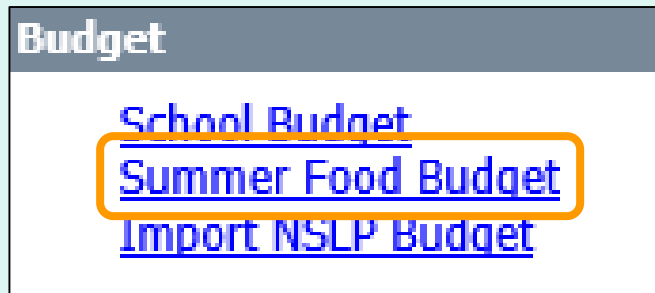 Budget
School Budget
Summer Food Budget
Import NSLP Budget